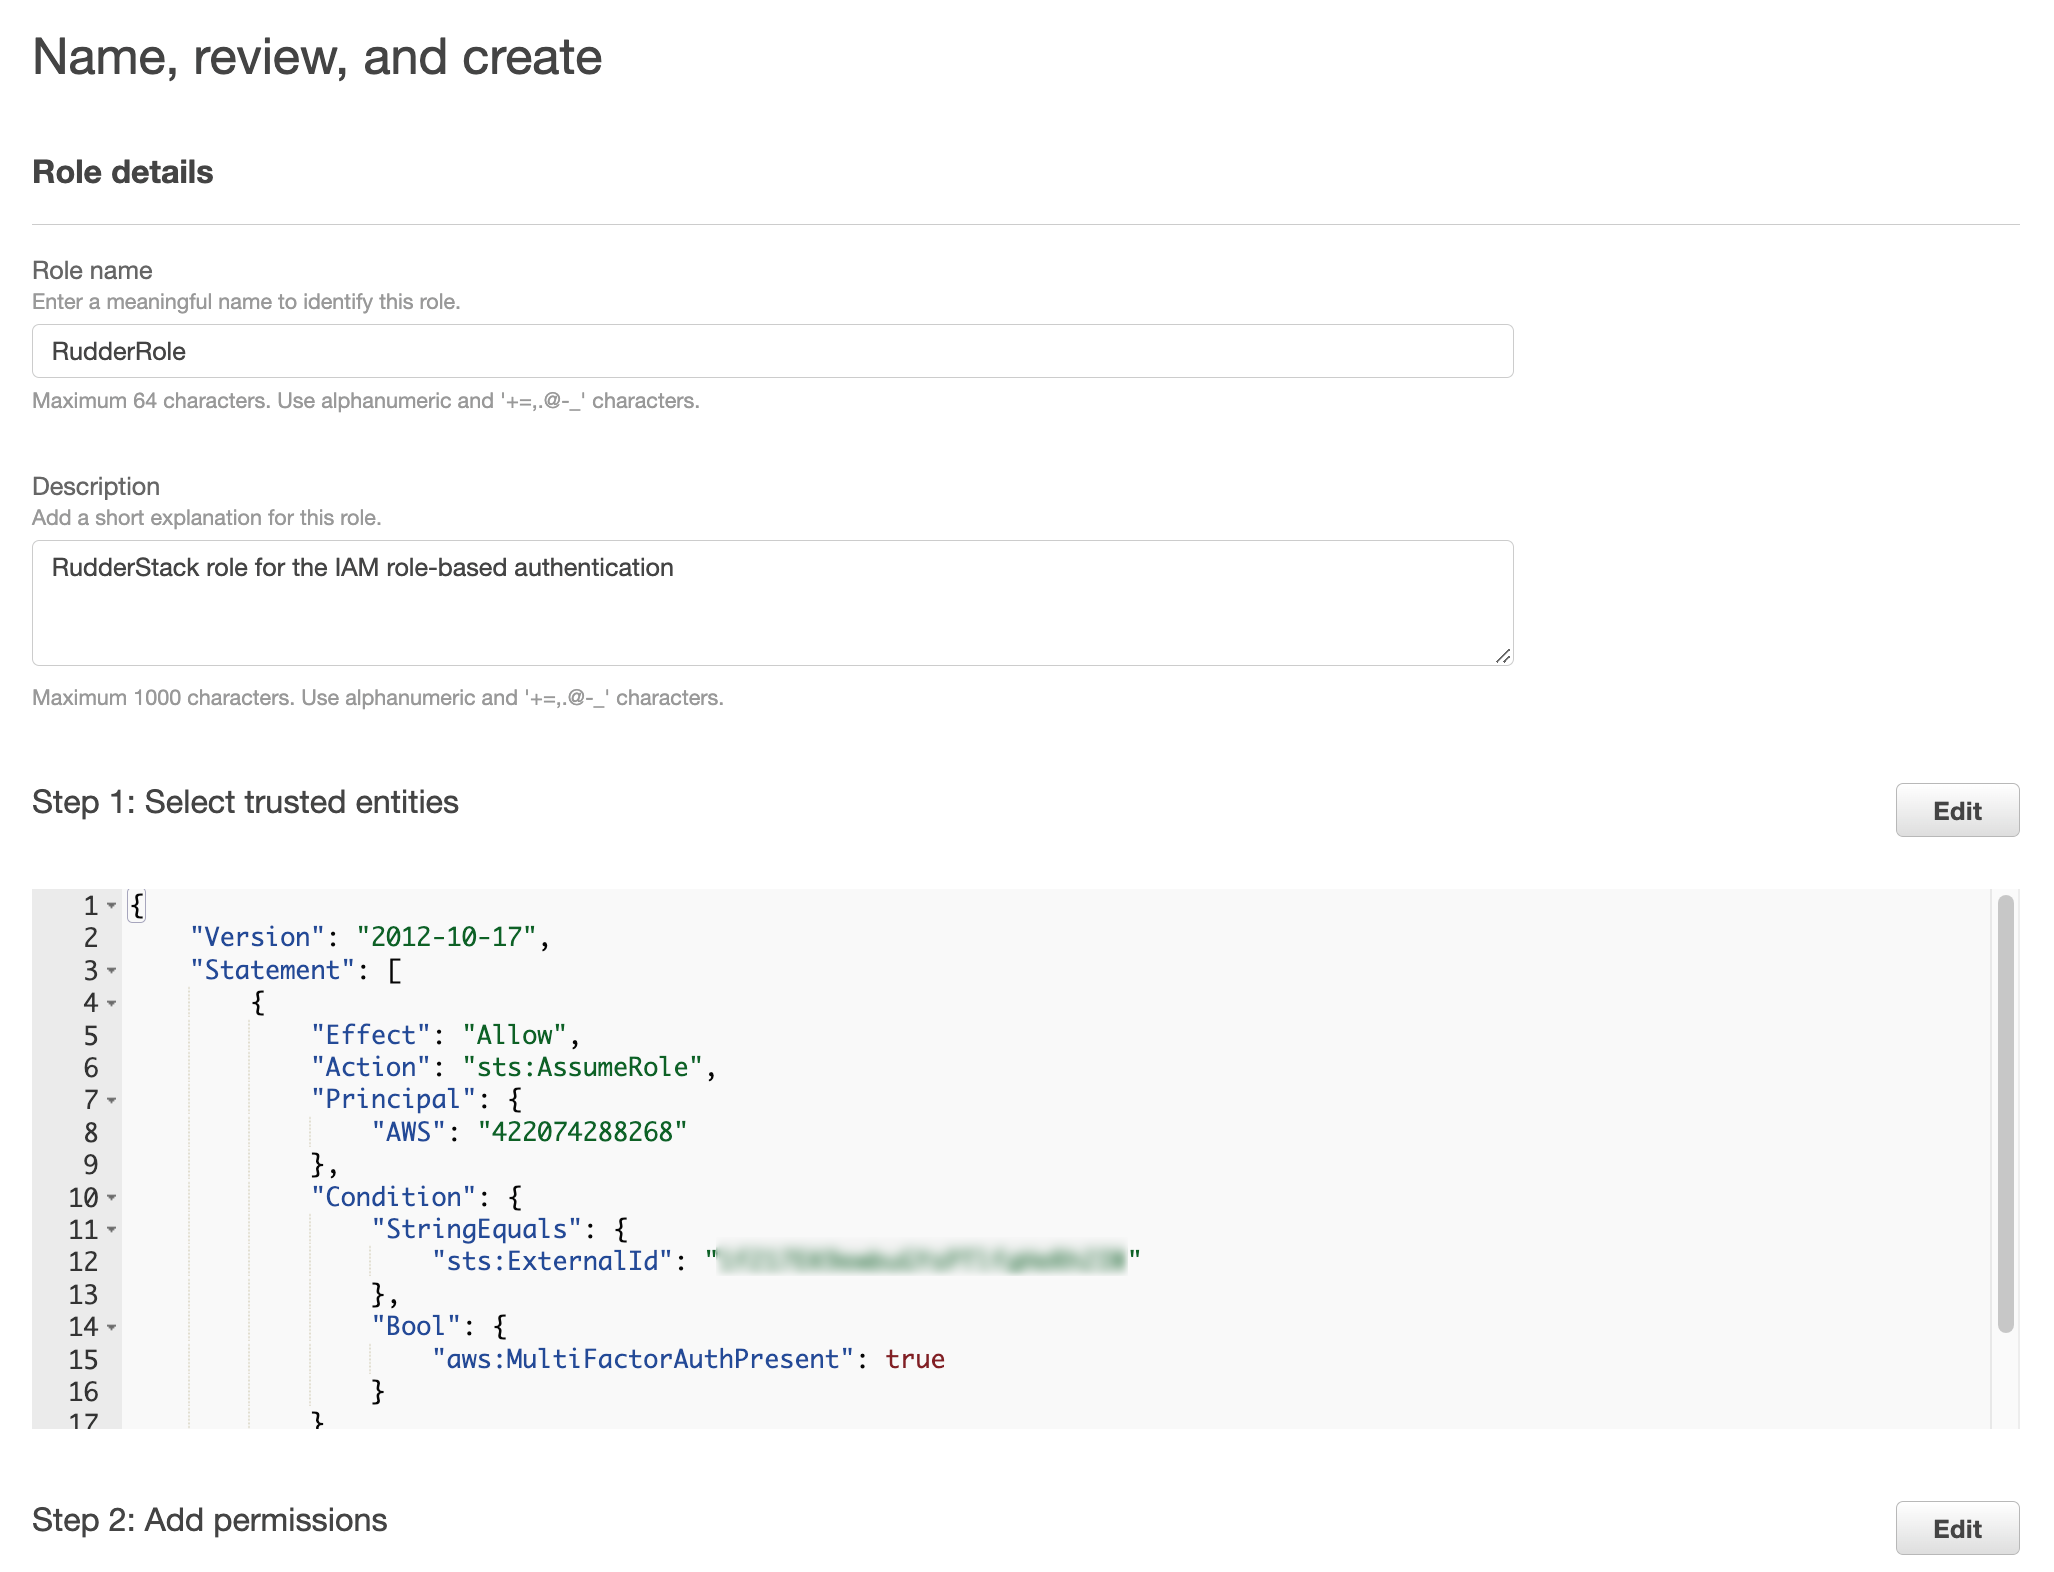 Name, review, and create
Role details
Role name
Enter a meaningful name to identify this role.
RudderRole
Maximum 64 characters. Use alphanumeric and '+=,.@-_' characters.
Description
Add a short explanation for this role.
RudderStack role for the IAM role-based authentication
Maximum 1000 characters. Use alphanumeric and '+=,.@-_' characters.
Step 1: Select trusted entities
Edit
1 {
2 "Version": "2012-10-17",
3 "Statement": [
4 {
5 "Effect": "Allow",
6 "Action": "sts:AssumeRole",
7 "Principal": {
8 "AWS": "422074288268"
9 },
10 "Condition": {
11 "StringEquals": {
12 "sts:ExternalId": " "
13 },
14 "Bool": {
15 "aws:MultiFactorAuthPresent": true
16 }
17 }
Step 2: Add permissions
Edit